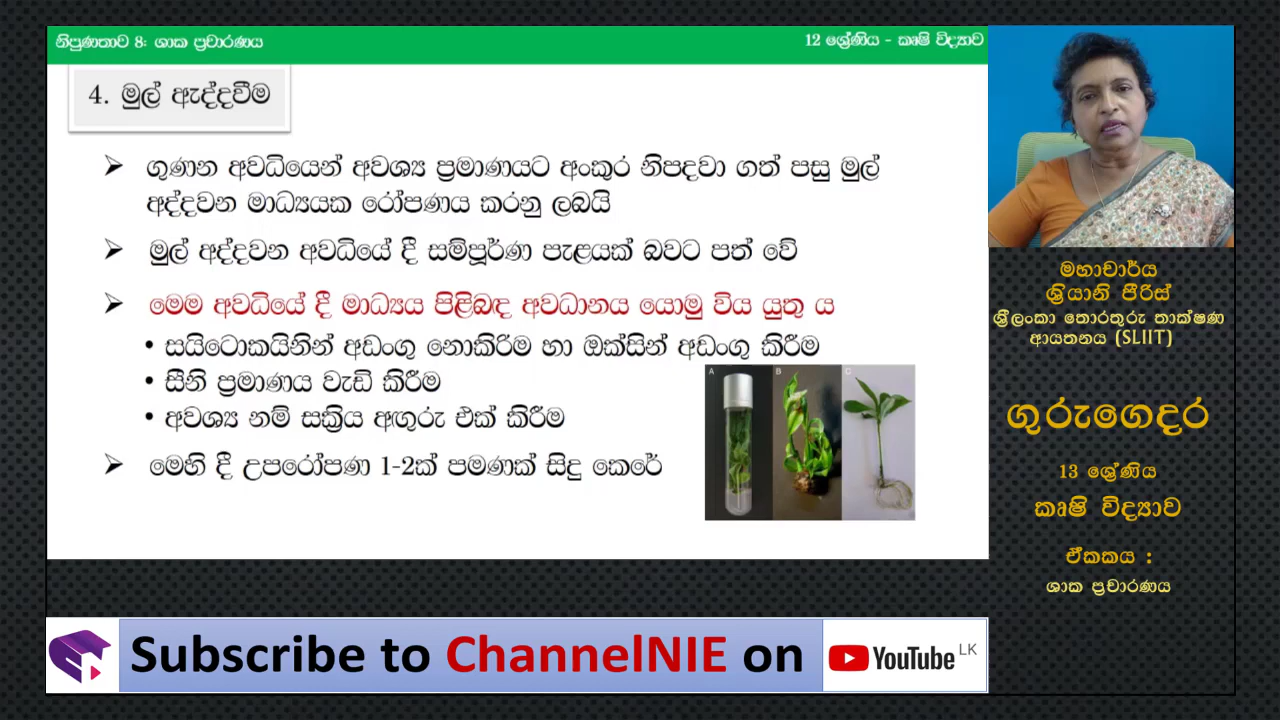 නිපුණතාව 8: ශාක ප්‍රචාරණය
12 ශ්‍රේණිය - කෘෂි විද්‍යාව
4. මුල් ඇද්දවීම
➢ ගුණන අවධියෙන් අවශ්‍ය ප්‍රමාණයට අංකුර නිපදවා ගත් පසු මුල්
අද්දවන මාධ්‍යයක රෝපණය කරනු ලබයි
➢ මුල් අද්දවන අවධියේ දී සම්පූර්ණ පැළයක් බවට පත් වේ
➢ මෙම අවධියේ දී මාධ්‍යය පිළිබඳ අවධානය යොමු විය යුතු ය
• සයිටොකයිනින් අඩංගු නොකිරිම හා ඔක්සින් අඩංගු කිරීම
• සීනි ප්‍රමාණය වැඩි කිරීම
• අවශ්‍ය නම් සක්‍රිය අඟුරු එක් කිරීම
➢ මෙහි දී උපරෝපණ 1-2ක් පමණක් සිදු කෙරේ
A B C
මහාචාර්ය
ශ්‍රියානි පීරිස්
ශ්‍රී ලංකා තොරතුරු තාක්ෂණ
ආයතනය (SLIIT)
ගුරුගෙදර
13 ශ්‍රේණිය
කෘෂි විද්‍යාව
ඒකකය :
ශාක ප්‍රචාරණය
Subscribe to ChannelNIE on YouTube LK